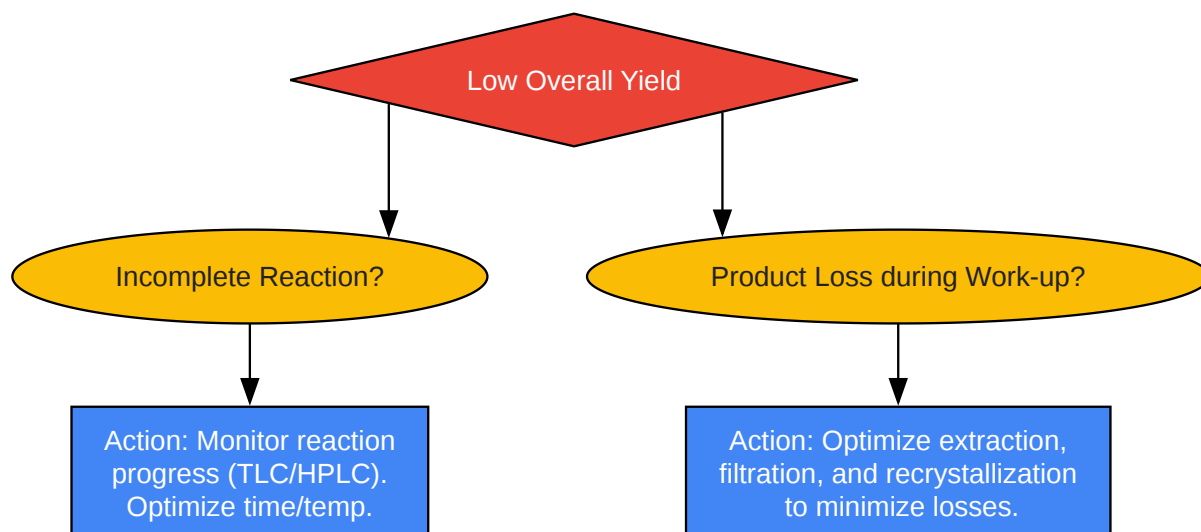 Low Overall Yield
Incomplete Reaction?
Product Loss during Work-up?
Action: Monitor reaction
progress (TLC/HPLC).
Optimize time/temp.
Action: Optimize extraction,
filtration, and recrystallization
to minimize losses.